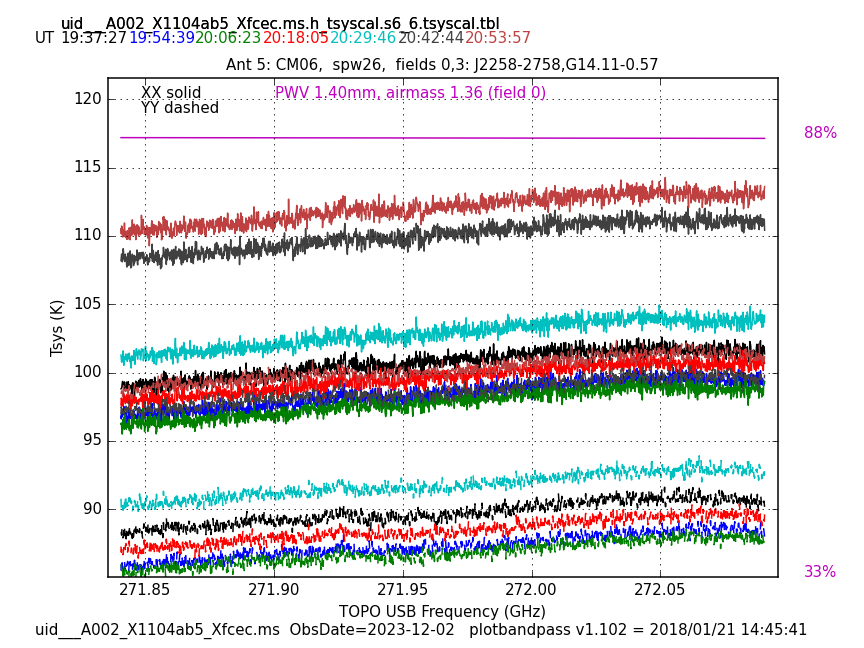 uid___A002_X1104ab5_Xfcec.ms.h_tsyscal.s6_6.tsyscal.tbl
UT 19:37:27 19:54:39 20:06:23 20:18:05 20:29:46 20:42:44 20:53:57
Ant 5: CM06,  spw26,  fields 0,3: J2258-2758,G14.11-0.57
XX solid
YY dashed
PWV 1.40mm, airmass 1.36 (field 0)
88%
33%
120
115
110
105
100
95
90
Tsys (K)
271.85 271.90 271.95 272.00 272.05
TOPO USB Frequency (GHz)
uid___A002_X1104ab5_Xfcec.ms  ObsDate=2023-12-02   plotbandpass v1.102 = 2018/01/21 14:45:41